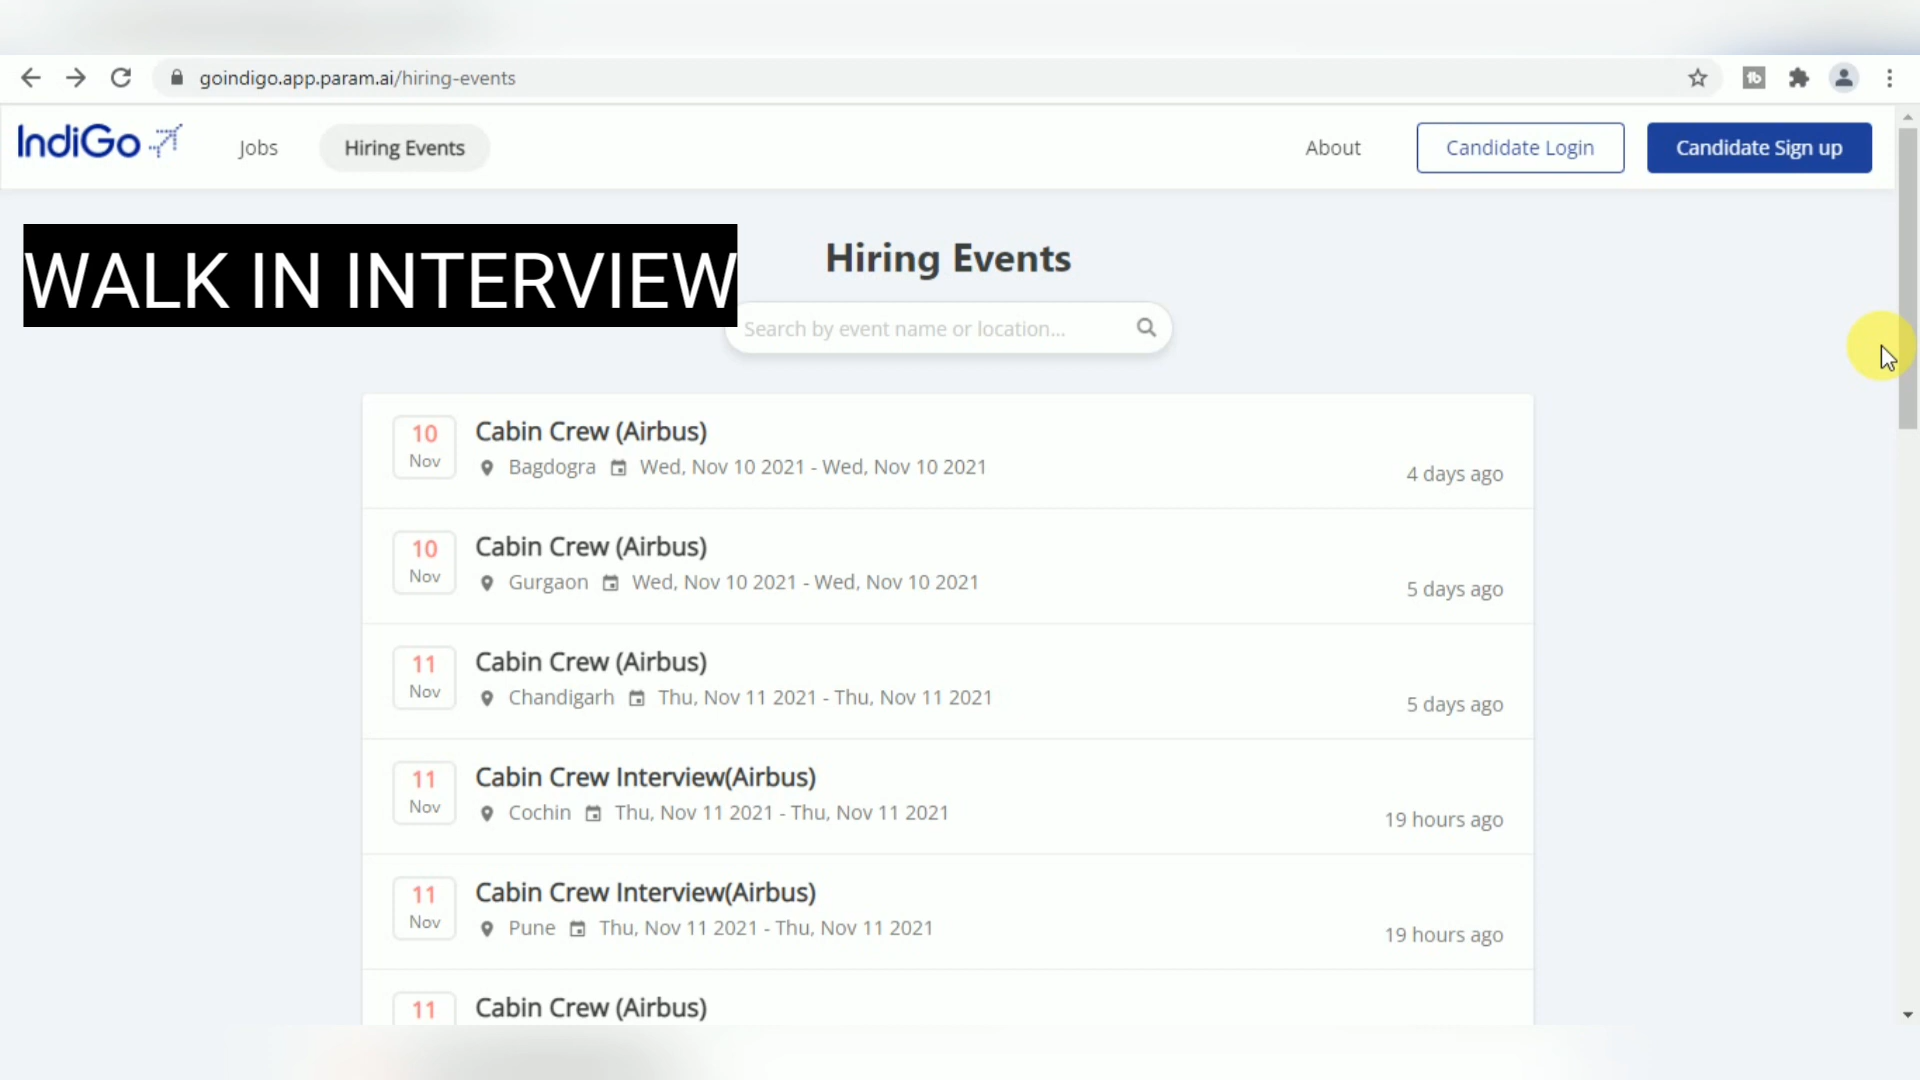 goindigo.app.param.ai/hiring-events
IndiGo
Jobs
Hiring Events
About
Candidate Login
Candidate Sign up
WALK IN INTERVIEW
Hiring Events
Search by event name or location...
10
Nov
Cabin Crew (Airbus)
Bagdogra Wed, Nov 10 2021 - Wed, Nov 10 2021
4 days ago
10
Nov
Cabin Crew (Airbus)
Gurgaon Wed, Nov 10 2021 - Wed, Nov 10 2021
5 days ago
11
Nov
Cabin Crew (Airbus)
Chandigarh Thu, Nov 11 2021 - Thu, Nov 11 2021
5 days ago
11
Nov
Cabin Crew Interview(Airbus)
Cochin Thu, Nov 11 2021 - Thu, Nov 11 2021
19 hours ago
11
Nov
Cabin Crew Interview(Airbus)
Pune Thu, Nov 11 2021 - Thu, Nov 11 2021
19 hours ago
11
Cabin Crew (Airbus)